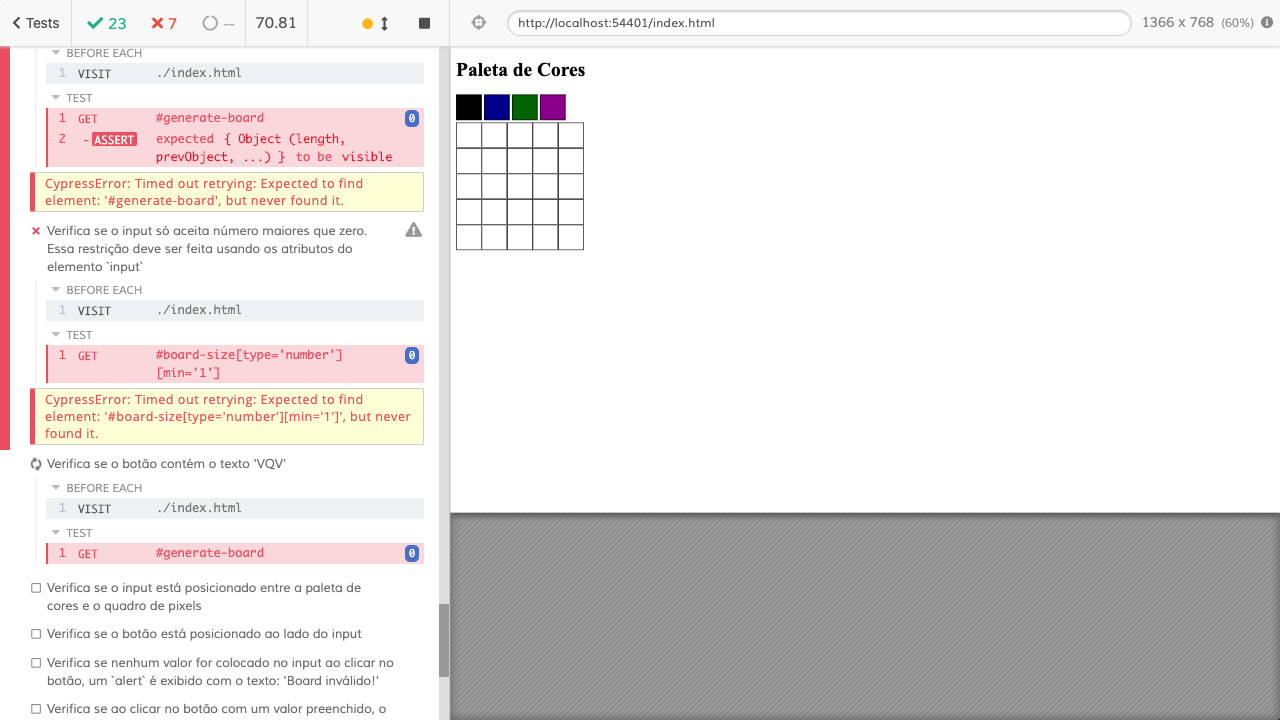 Tests 23 7 -- 70.81 http://localhost:54401/index.html 1366 x 768 (60%)
BEFORE EACH
1 VISIT ./index.html
TEST
1 GET #generate-board 0
2 -ASSERT expected { Object (length,
prevObject, ...) } to be visible
CypressError: Timed out retrying: Expected to find
element: '#generate-board', but never found it.
Verifica se o input só aceita número maiores que zero.
Essa restrição deve ser feita usando os atributos do
elemento `input`
BEFORE EACH
1 VISIT ./index.html
TEST
1 GET #board-size[type='number'] 0
[min='1']
CypressError: Timed out retrying: Expected to find
element: '#board-size[type='number'][min='1']', but never
found it.
Verifica se o botão contém o texto 'VQV'
BEFORE EACH
1 VISIT ./index.html
TEST
1 GET #generate-board 0
Verifica se o input está posicionado entre a paleta de
cores e o quadro de pixels
Verifica se o botão está posicionado ao lado do input
Verifica se nenhum valor for colocado no input ao clicar no
botão, um `alert` é exibido com o texto: 'Board inválido!'
Verifica se ao clicar no botão com um valor preenchido, o
Paleta de Cores